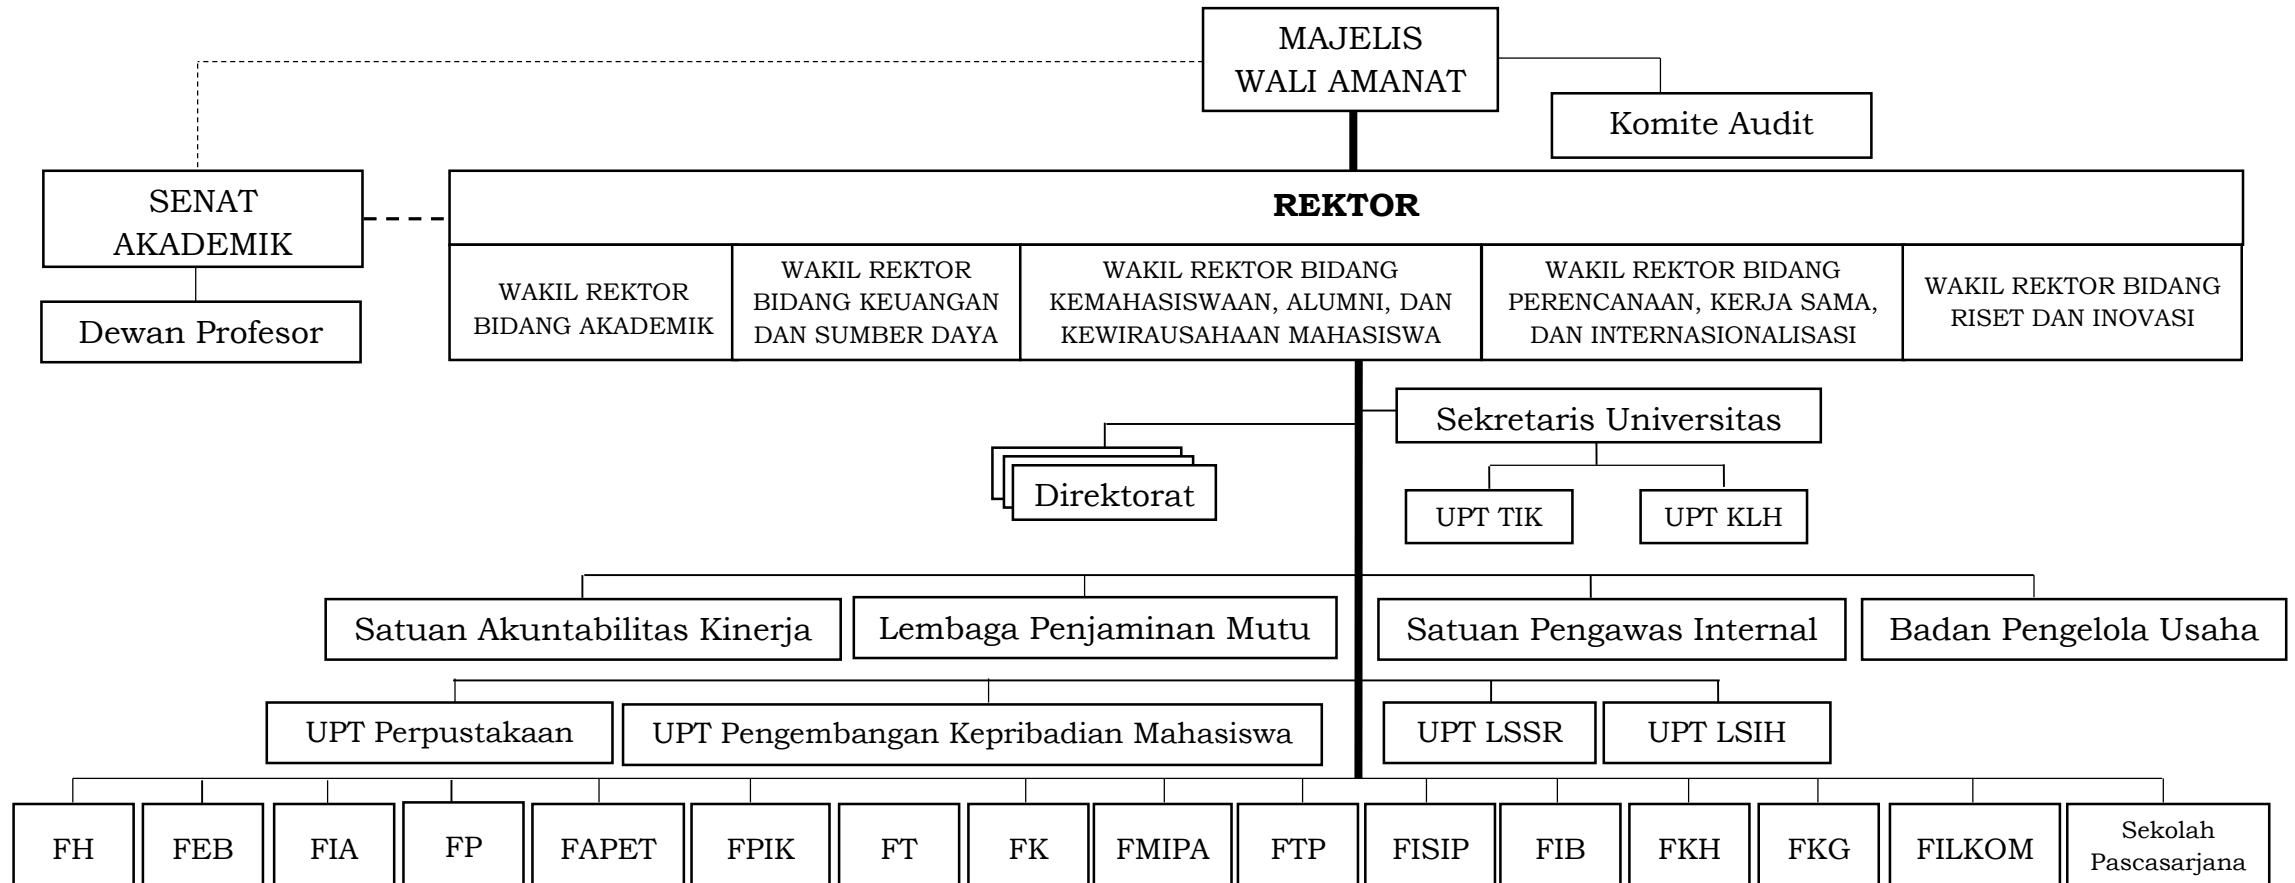 MAJELIS
WALI AMANAT
Komite Audit
SENAT
AKADEMIK
REKTOR
Dewan Profesor
WAKIL REKTOR
BIDANG AKADEMIK
WAKIL REKTOR
BIDANG KEUANGAN
DAN SUMBER DAYA
WAKIL REKTOR BIDANG
KEMAHASISWAAN, ALUMNI, DAN
KEWIRAUSAHAAN MAHASISWA
WAKIL REKTOR BIDANG
PERENCANAAN, KERJA SAMA,
DAN INTERNASIONALISASI
WAKIL REKTOR BIDANG
RISET DAN INOVASI
Sekretaris Universitas
Direktorat
UPT TIK
UPT KLH
Satuan Akuntabilitas Kinerja
Lembaga Penjaminan Mutu
Satuan Pengawas Internal
Badan Pengelola Usaha
UPT Perpustakaan
UPT Pengembangan Kepribadian Mahasiswa
UPT LSSR
UPT LSIH
FH
FEB
FIA
FP
FAPET
FPIK
FT
FK
FMIPA
FTP
FISIP
FIB
FKH
FKG
FILKOM
Sekolah
Pascasarjana